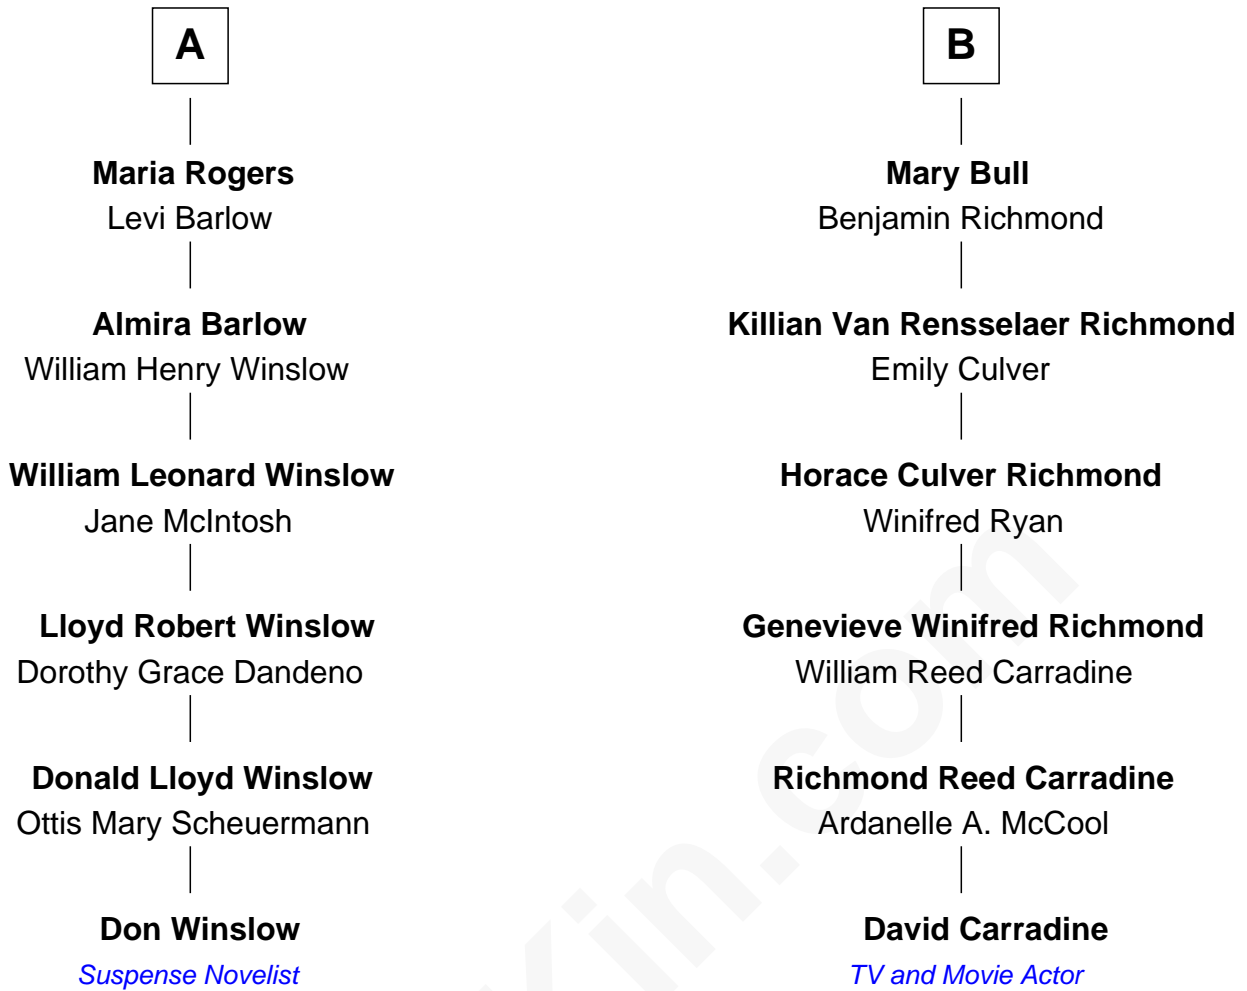 A
Maria Rogers
Levi Barlow
Almira Barlow
William Henry Winslow
William Leonard Winslow
Jane McIntosh
Lloyd Robert Winslow
Dorothy Grace Dandeno
Donald Lloyd Winslow
Ottis Mary Scheuermann
Don Winslow
Suspense Novelist
B
Mary Bull
Benjamin Richmond
Killian Van Rensselaer Richmond
Emily Culver
Horace Culver Richmond
Winifred Ryan
Genevieve Winifred Richmond
William Reed Carradine
Richmond Reed Carradine
Ardanelle A. McCool
David Carradine
TV and Movie Actor
Kin.com